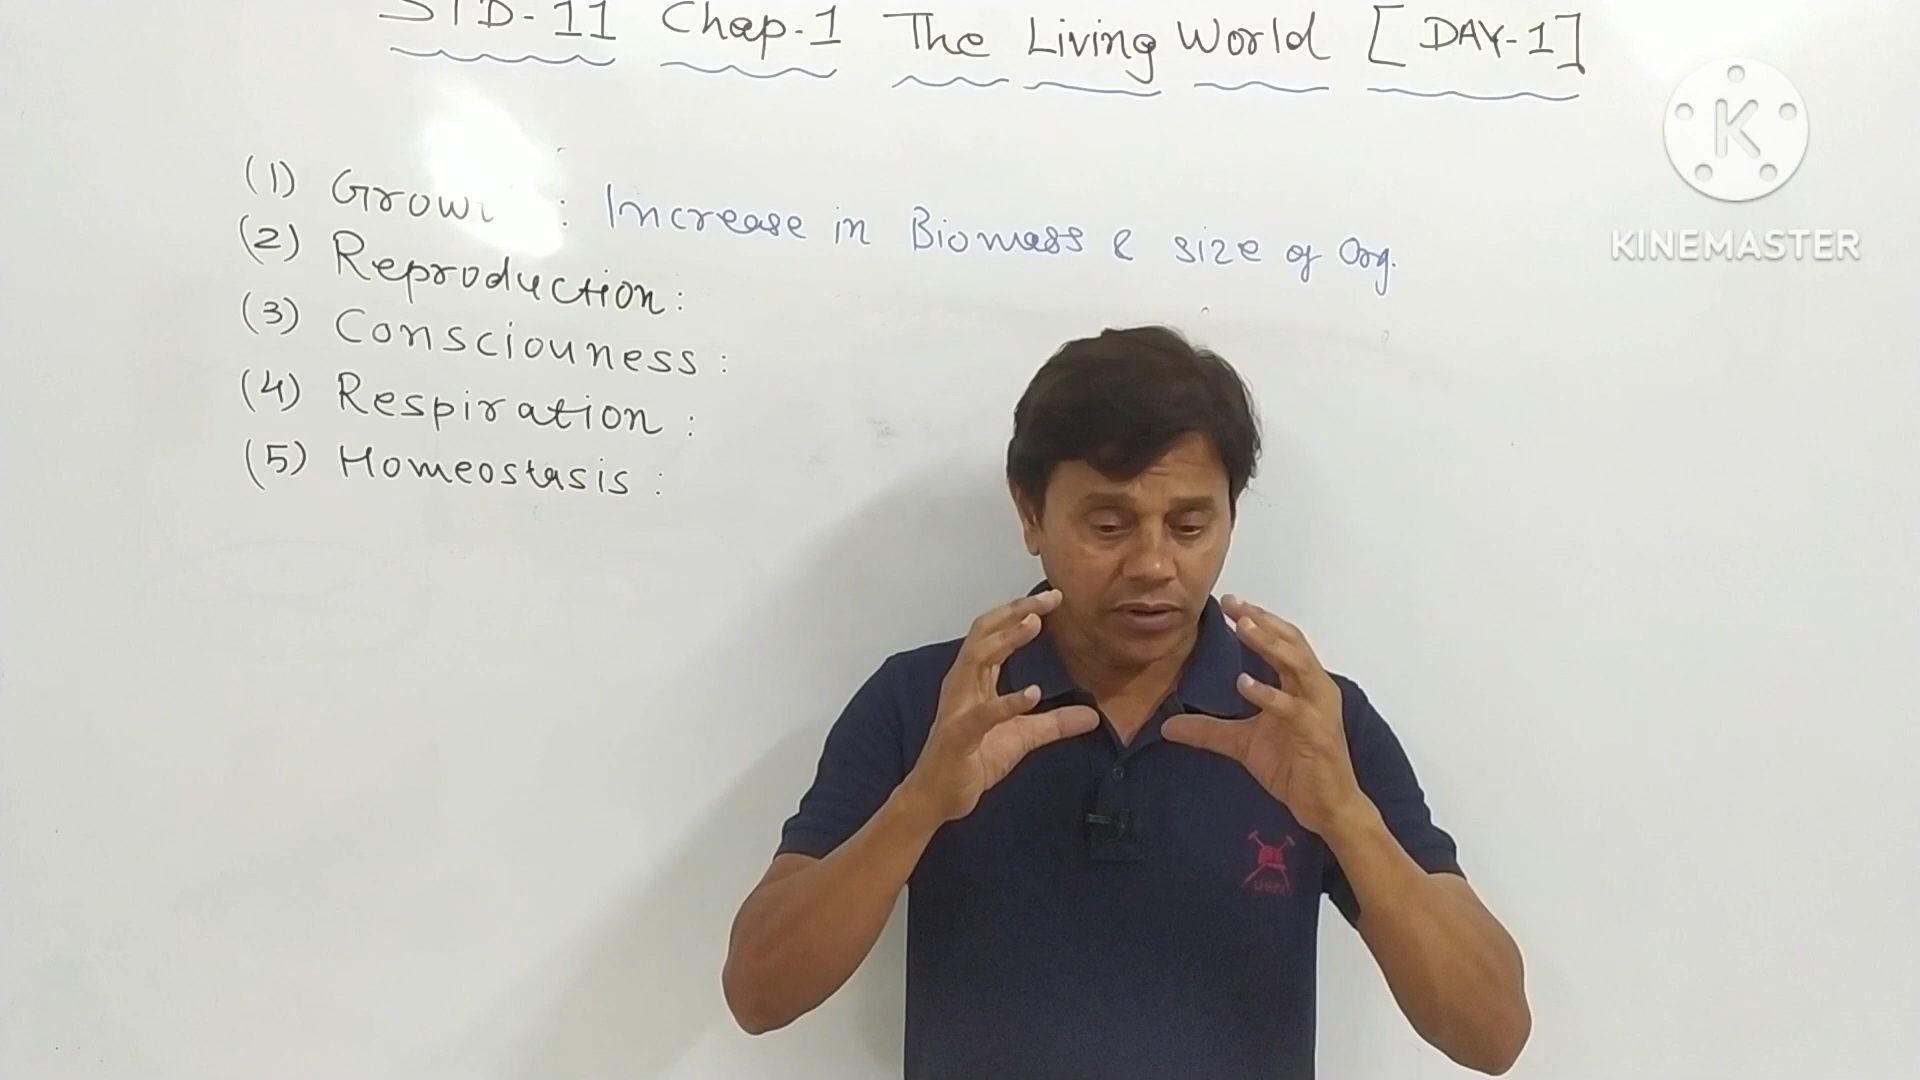 STD-11 Chap.1 The Living World [DAY-1]
(1) Grow : Increase in Biomass & size of Org.
(2) Reproduction:
(3) Consciouness:
(4) Respiration:
(5) Homeostasis:
K
KINEMASTER